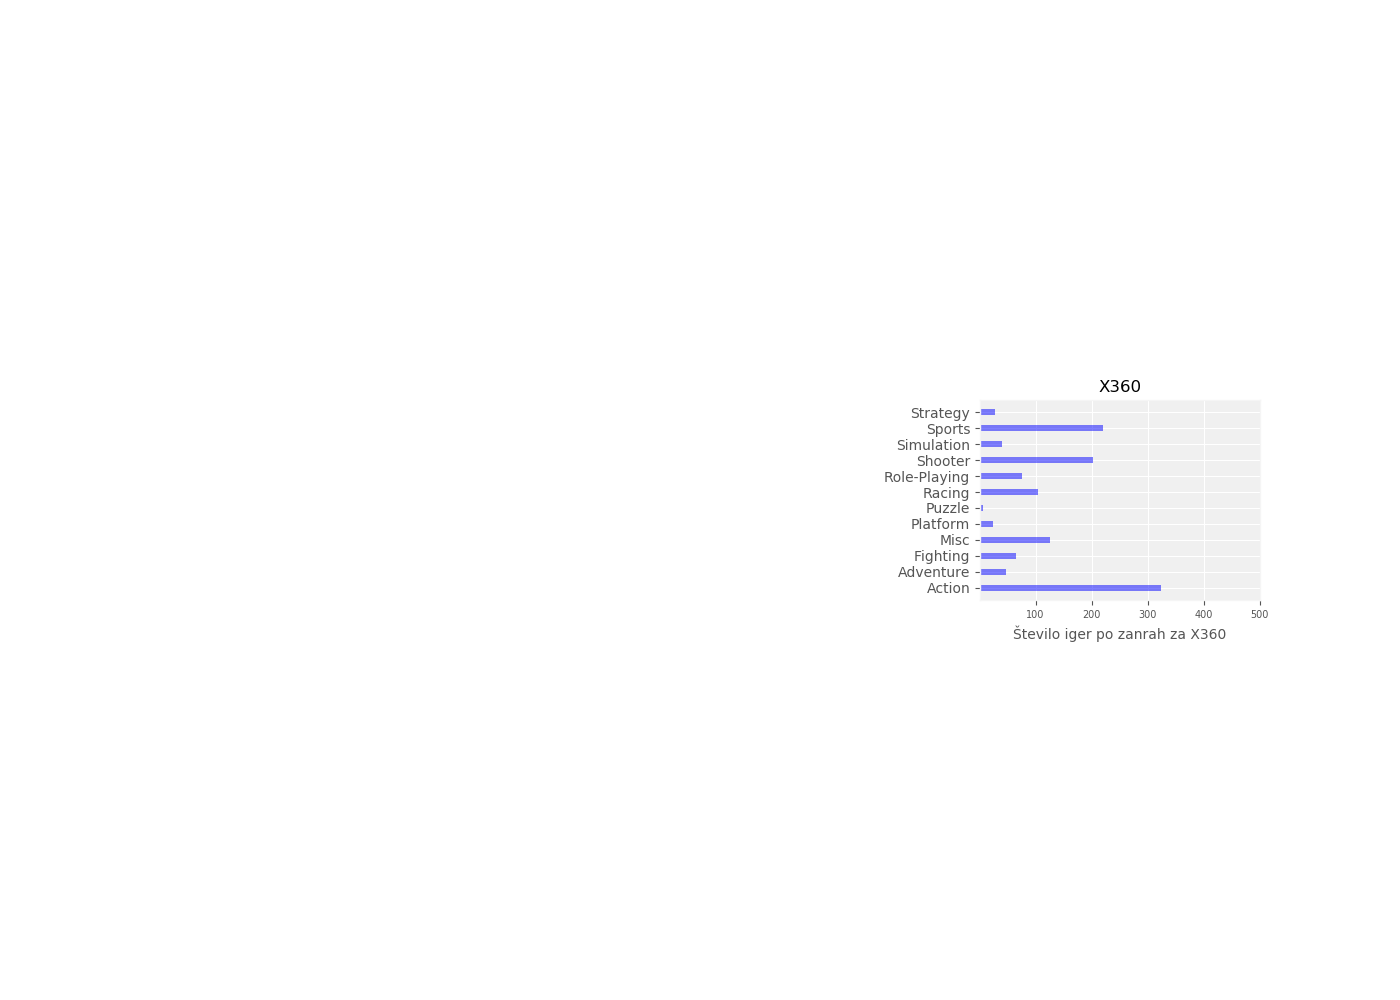 X360
Strategy
Sports
Simulation
Shooter
Role-Playing
Racing
Puzzle
Platform
Misc
Fighting
Adventure
Action
100 200 300 400 500
Število iger po zanrah za X360